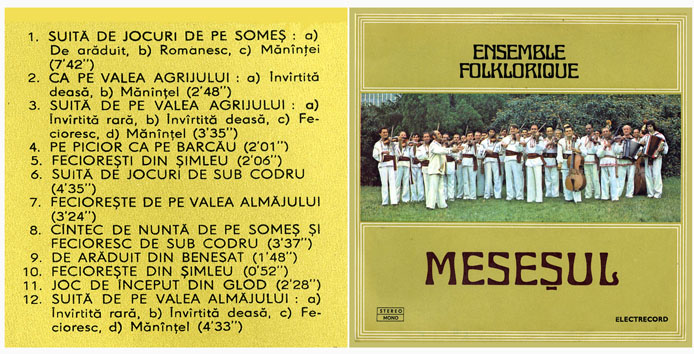 1. SUITĂ DE JOCURI DE PE SOMEȘ : a)
De arăduit, b) Romanesc, c) Mănînțel
(7'42")
2. CA PE VALEA AGRIJULUI : a) Învîrtită
deasă, b) Mănințel (2'48")
3. SUITĂ DE PE VALEA AGRIJULUI : a)
Învîrtită rară, b) Învîrtită deasă, c) Fe-
cioresc, d) Mănînțel (3'35")
4. PE PICIOR CA PE BARCĂU (2'01")
5. FECIOREȘTI DIN ȘIMLEU (2'06")
6. SUITĂ DE JOCURI DE SUB CODRU
(4'35")
7. FECIOREȘTE DE PE VALEA ALMĂJULUI
(3'24")
8. CÎNTEC DE NUNTĂ DE PE SOMEȘ ȘI
FECIORESC DE SUB CODRU (3'37")
9. DE ARĂDUIT DIN BENESAT (1'48")
10. FECIOREȘTE DIN ȘIMLEU (0'52")
11. JOC DE ÎNCEPUT DIN GLOD (2'28")
12. SUITĂ DE PE VALEA ALMĂJULUI : a)
Învîrtită rară, b) Învîrtită deasă, c) Fe-
cioresc, d) Mănînțel (4'33")
ENSEMBLE
FOLKLORIQUE
MESEȘUL
STEREO
MONO
ELECTRECORD